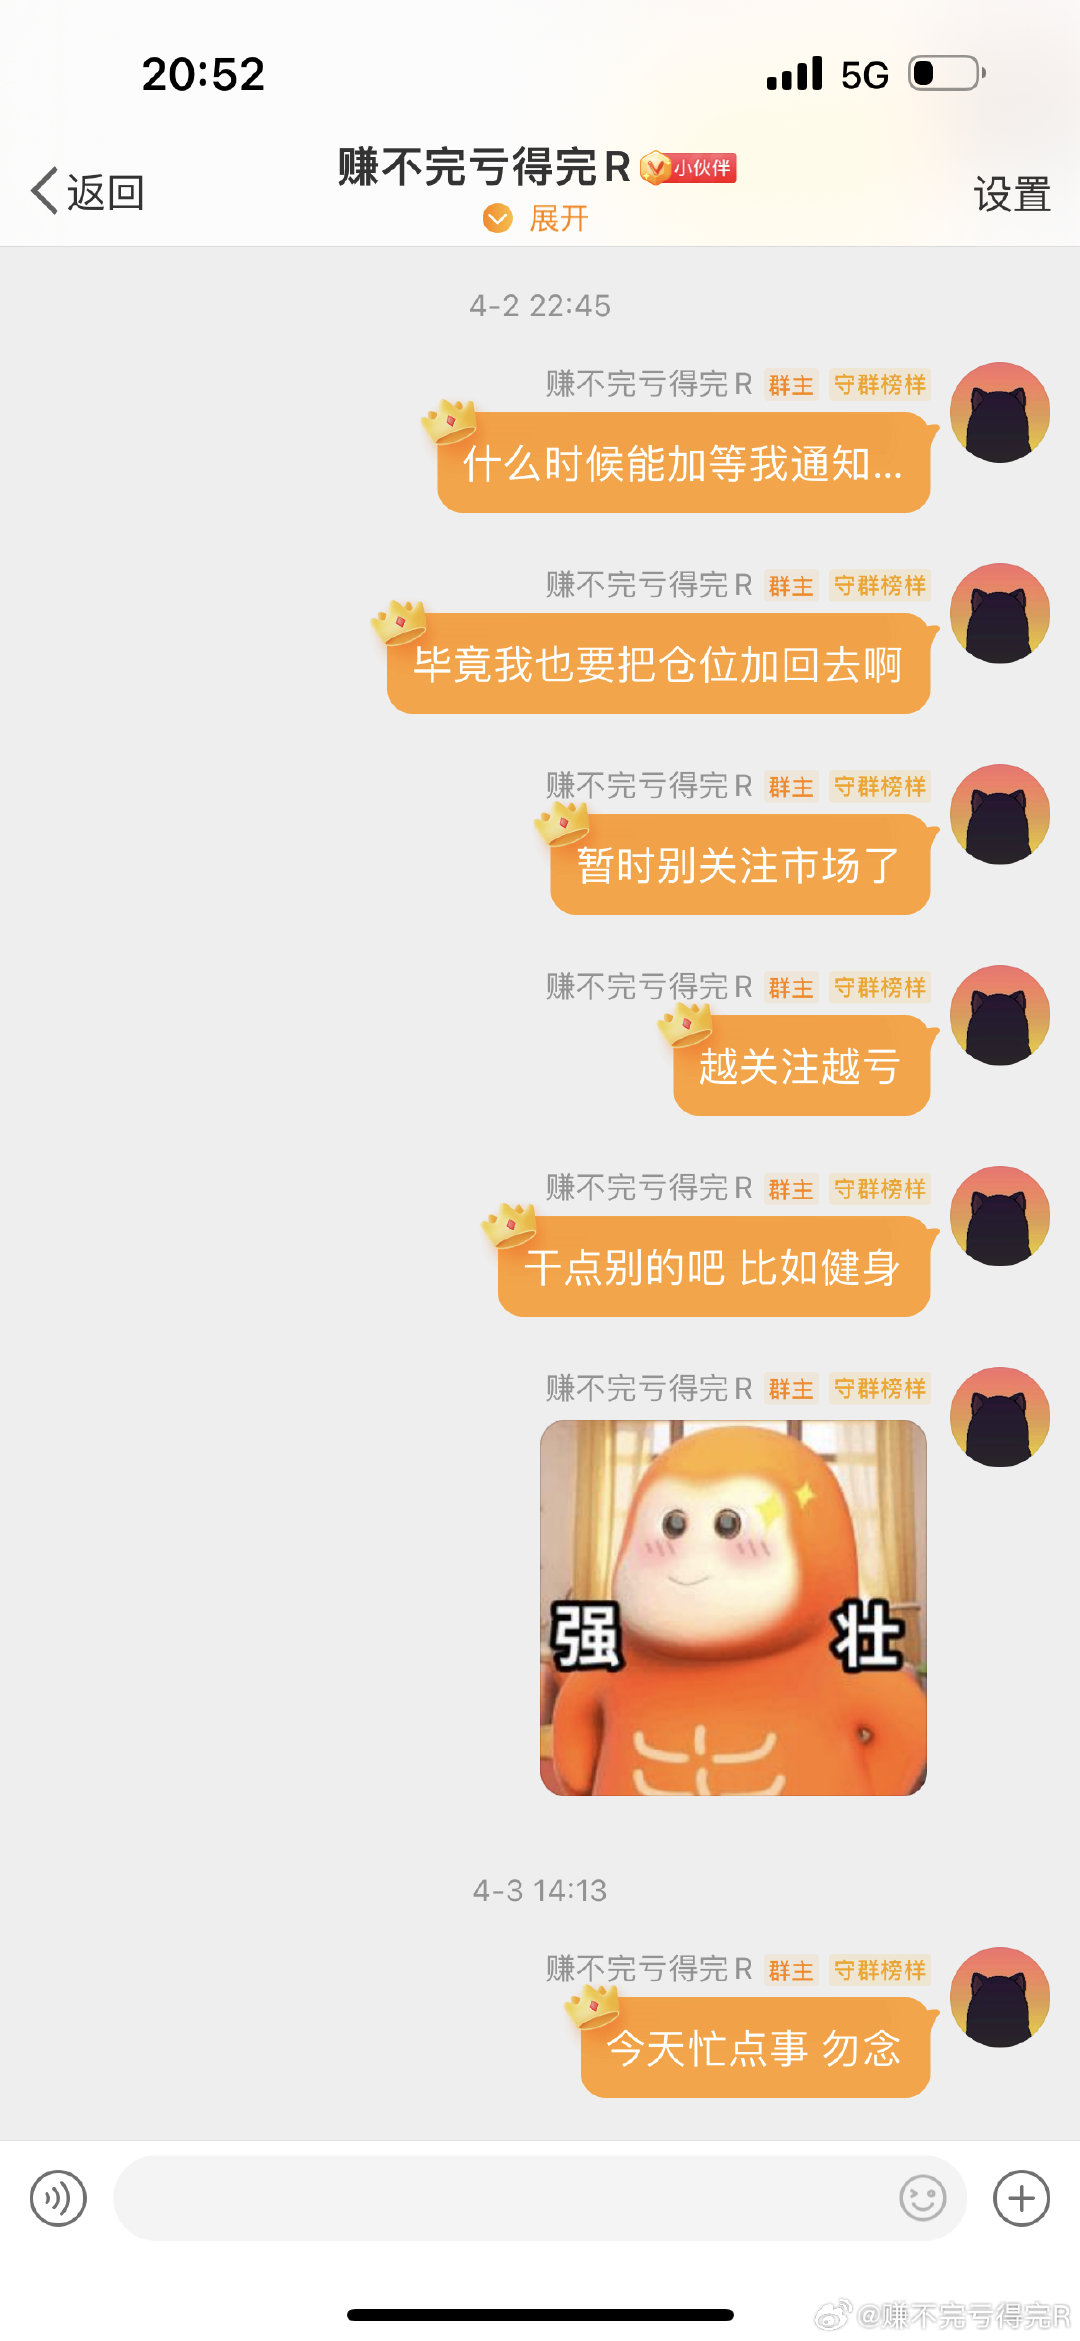 20:52
5G
返回
赚不完亏得完R
小伙伴
展开
设置
4-2 22:45
赚不完亏得完R 群主 守群榜样
什么时候能加等我通知...
赚不完亏得完R 群主 守群榜样
毕竟我也要把仓位加回去啊
赚不完亏得完R 群主 守群榜样
暂时别关注市场了
赚不完亏得完R 群主 守群榜样
越关注越亏
赚不完亏得完R 群主 守群榜样
干点别的吧 比如健身
赚不完亏得完R 群主 守群榜样
强 壮
4-3 14:13
赚不完亏得完R 群主 守群榜样
今天忙点事 勿念
@赚不完亏得完R